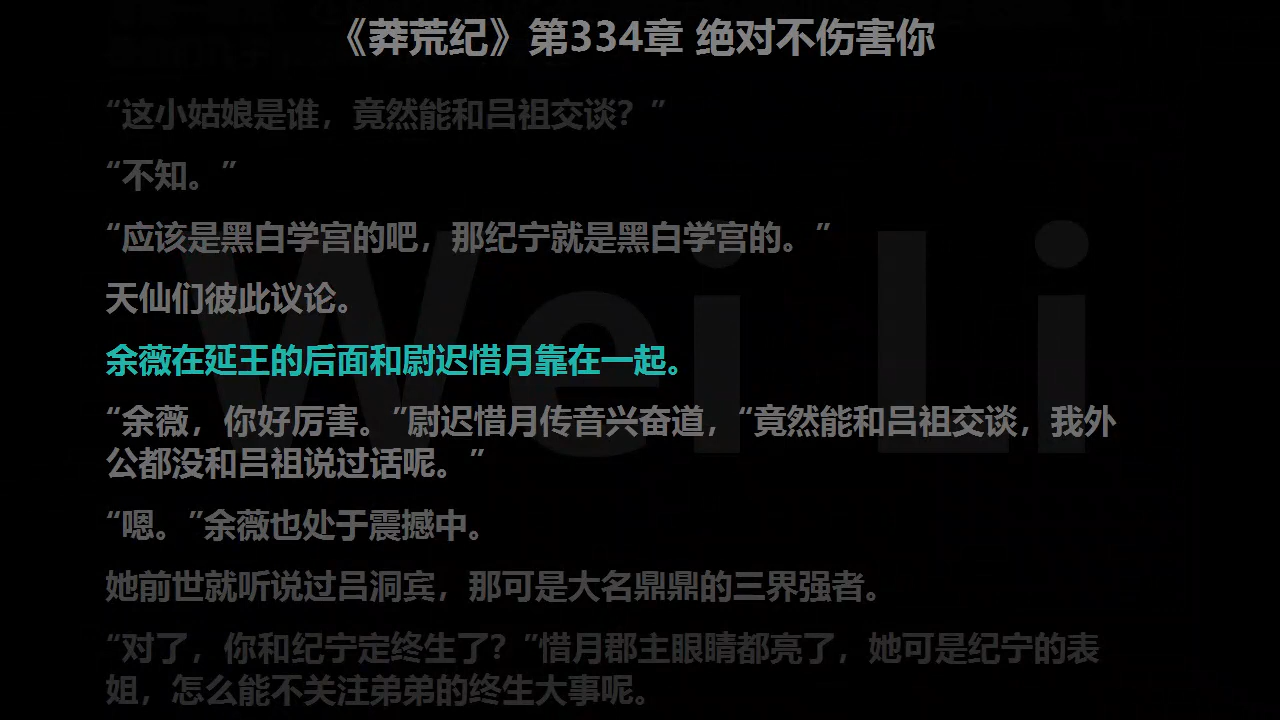 《莽荒纪》第334章 绝对不伤害你
“这小姑娘是谁，竟然能和吕祖交谈？”
“不知。”
“应该是黑白学宫的吧，那纪宁就是黑白学宫的。”
天仙们彼此议论。
余薇在延王的后面和尉迟惜月靠在一起。
“余薇，你好厉害。”尉迟惜月传音兴奋道，“竟然能和吕祖交谈，我外
公都没和吕祖说过话呢。”
“嗯。”余薇也处于震撼中。
她前世就听说过吕洞宾，那可是大名鼎鼎的三界强者。
“对了，你和纪宁定终生了？”惜月郡主眼睛都亮了，她可是纪宁的表
姐，怎么能不关注弟弟的终生大事呢。
Wei Li